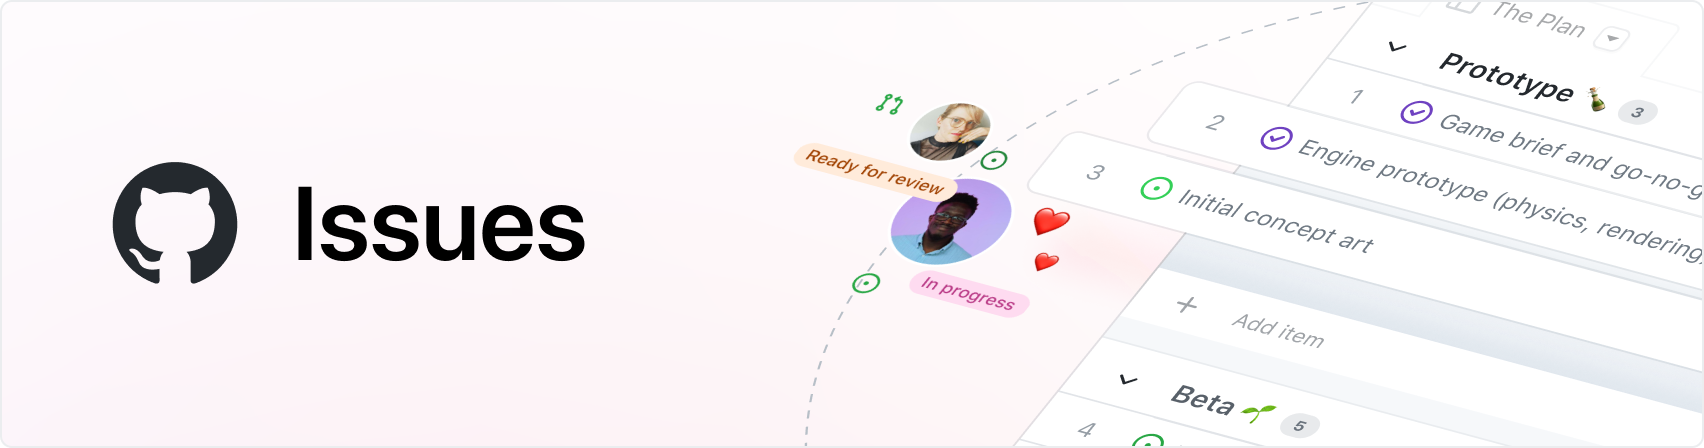 Issues
Ready for review
In progress
The Plan
Prototype 3
1 Game brief and go-no-g
2 Engine prototype (physics, rendering,
3 Initial concept art
+ Add item
Beta 5
4